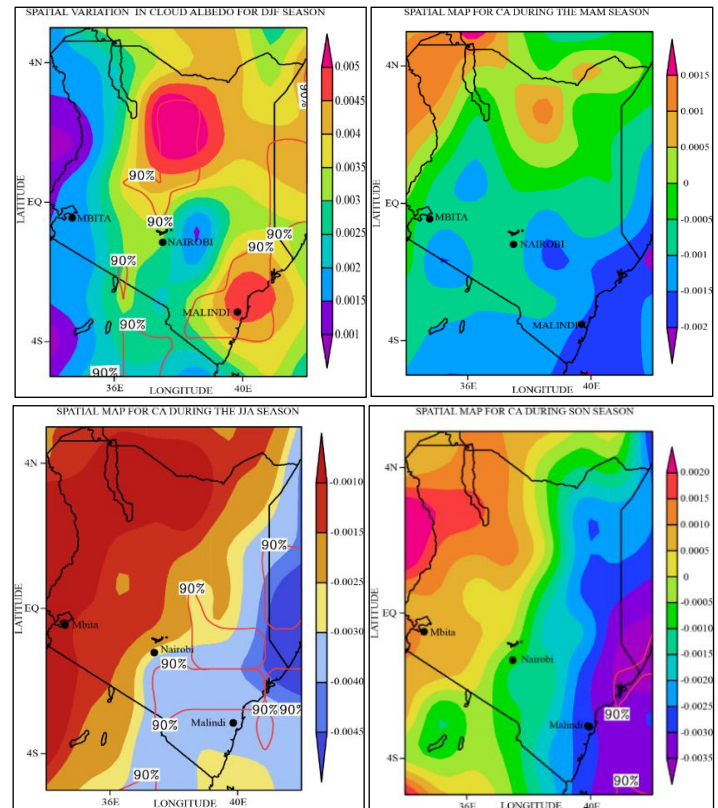 SPATIAL VARIATION IN CLOUD ALBEDO FOR DJF SEASON
4N
EQ
4S
LATITUDE
36E
40E
LONGITUDE
MBITA
NAIROBI
MALINDI
90%
90%
90%
90%
90%
90%
90%
90%
90%
0.005
0.0045
0.004
0.0035
0.003
0.0025
0.002
0.0015
0.001
SPATIAL MAP FOR CA DURING THE MAM SEASON
4N
EQ
4S
LATITUDE
36E
40E
LONGITUDE
MBITA
NAIROBI
MALINDI
0.0015
0.001
0.0005
0
-0.0005
-0.001
-0.0015
-0.002
SPATIAL MAP FOR CA DURING THE JJA SEASON
4N
EQ
4S
LATITUDE
36E
40E
LONGITUDE
Mbita
Nairobi
Malindi
90%
90%
90%
90%
90%
90%
90%
-0.0010
-0.0015
-0.0025
-0.0030
-0.0040
-0.0045
SPATIAL MAP FOR CA DURING SON SEASON
4N
EQ
4S
LATITUDE
36E
40E
LONGITUDE
Mbita
Nairobi
Malindi
90%
90%
0.0020
0.0015
0.001
0.0005
0
-0.0005
-0.001
-0.0015
-0.002
-0.0025
-0.003
-0.0035